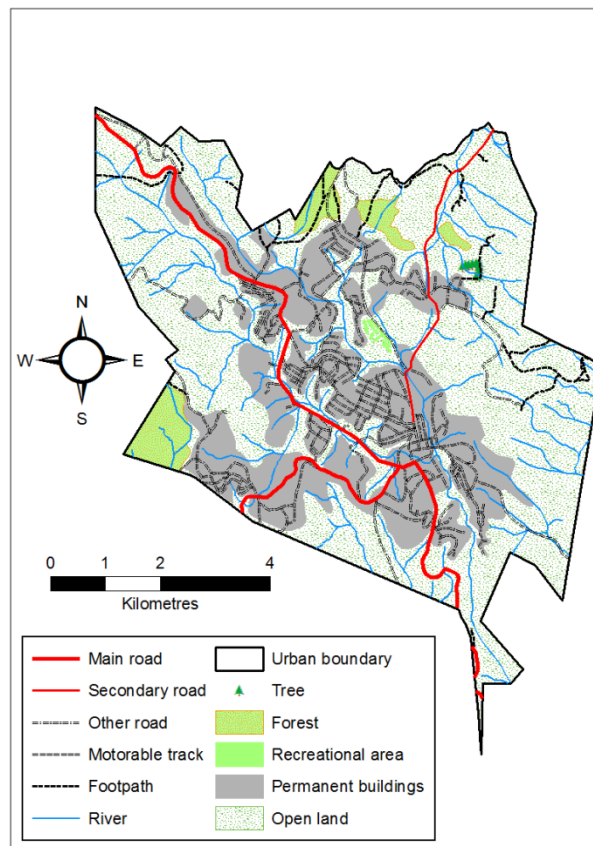 N
W E
S
0 1 2 4
Kilometres
Main road
Urban boundary
Secondary road
Tree
Other road
Forest
Motorable track
Recreational area
Footpath
Permanent buildings
River
Open land